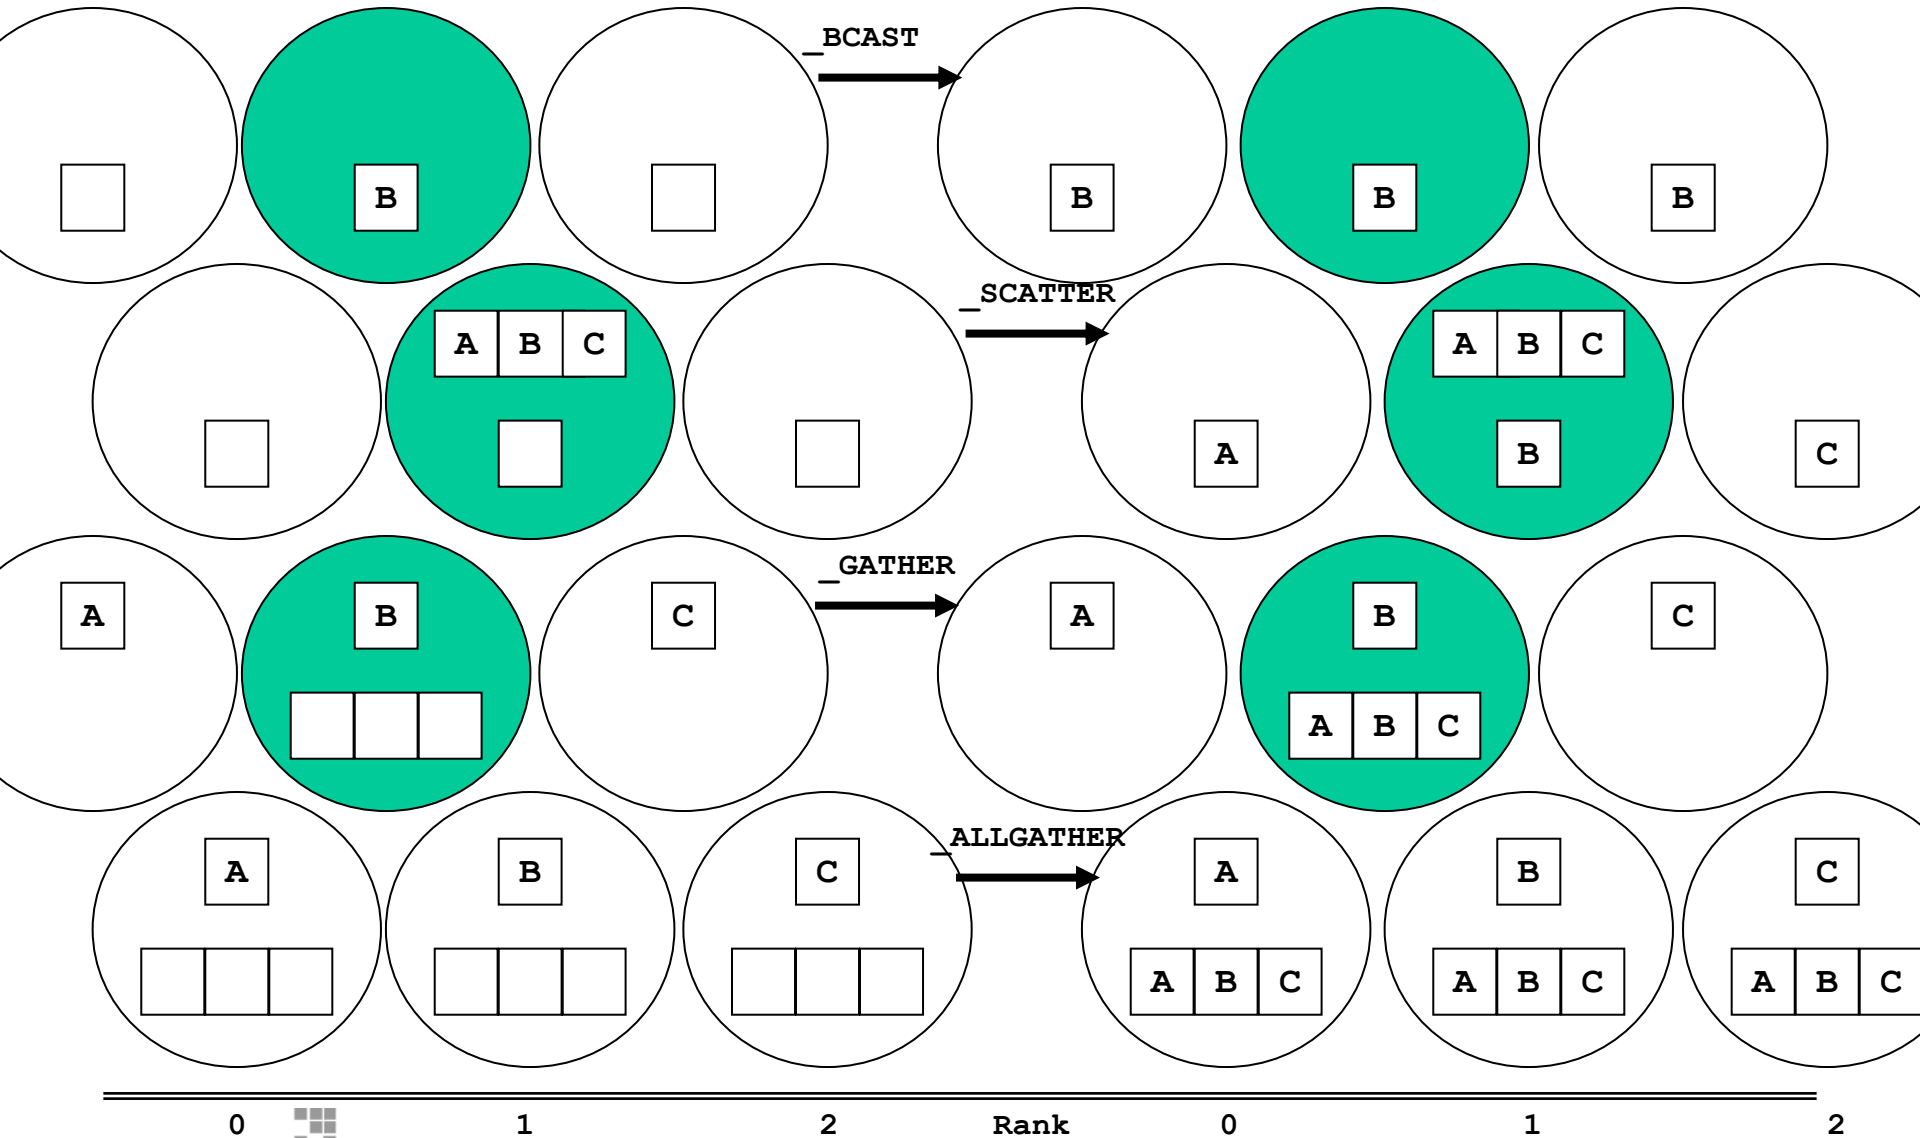 _BCAST
B B B B
_SCATTER
A B C A B C
A B C
_GATHER
A B C A B C
A B C
_ALLGATHER
A B C A B C
A B C A B C A B C
0 1 2 Rank 0 1 2